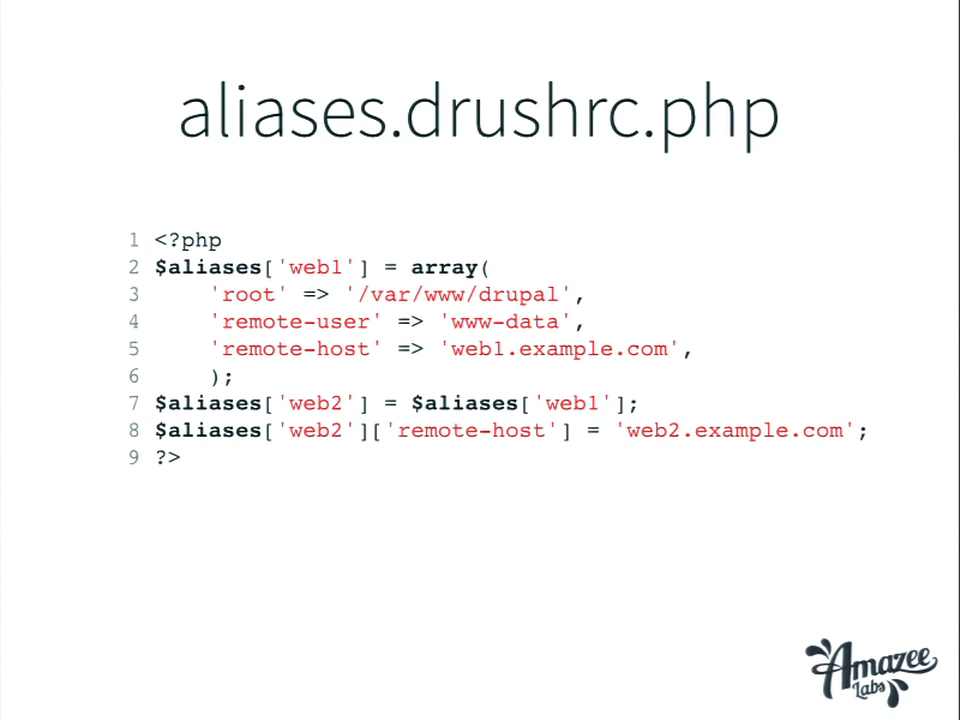 aliases.drushrc.php
1 <?php
2 $aliases['web1'] = array(
3     'root' => '/var/www/drupal',
4     'remote-user' => 'www-data',
5     'remote-host' => 'web1.example.com',
6     );
7 $aliases['web2'] = $aliases['web1'];
8 $aliases['web2']['remote-host'] = 'web2.example.com';
9 ?>
Amazee
Labs